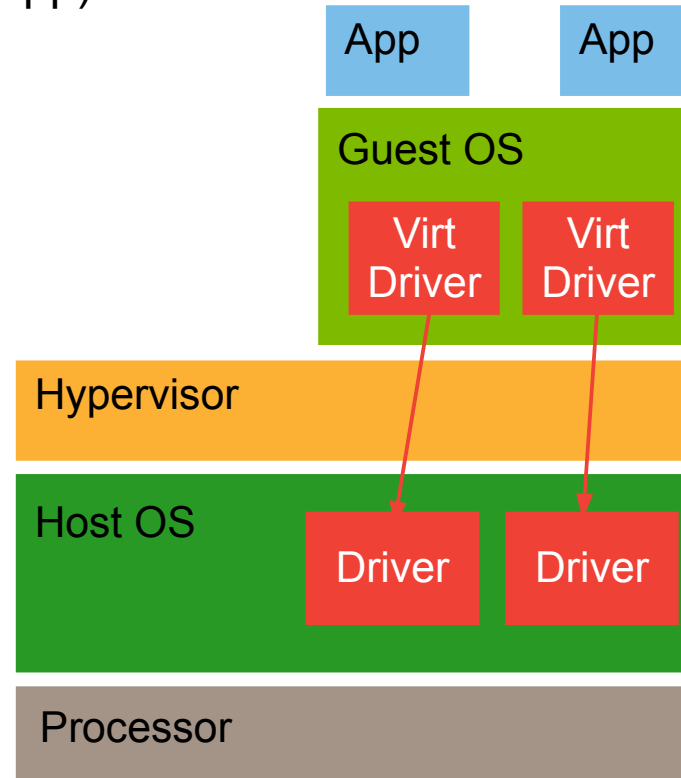 App App
Guest OS
Virt Virt
Driver Driver
Hypervisor
Host OS
Driver Driver
Processor